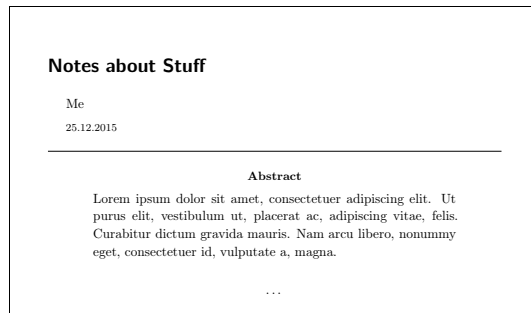 Notes about Stuff
Me
25.12.2015
Abstract
Lorem ipsum dolor sit amet, consectetuer adipiscing elit. Ut
purus elit, vestibulum ut, placerat ac, adipiscing vitae, felis.
Curabitur dictum gravida mauris. Nam arcu libero, nonummy
eget, consectetuer id, vulputate a, magna.
...